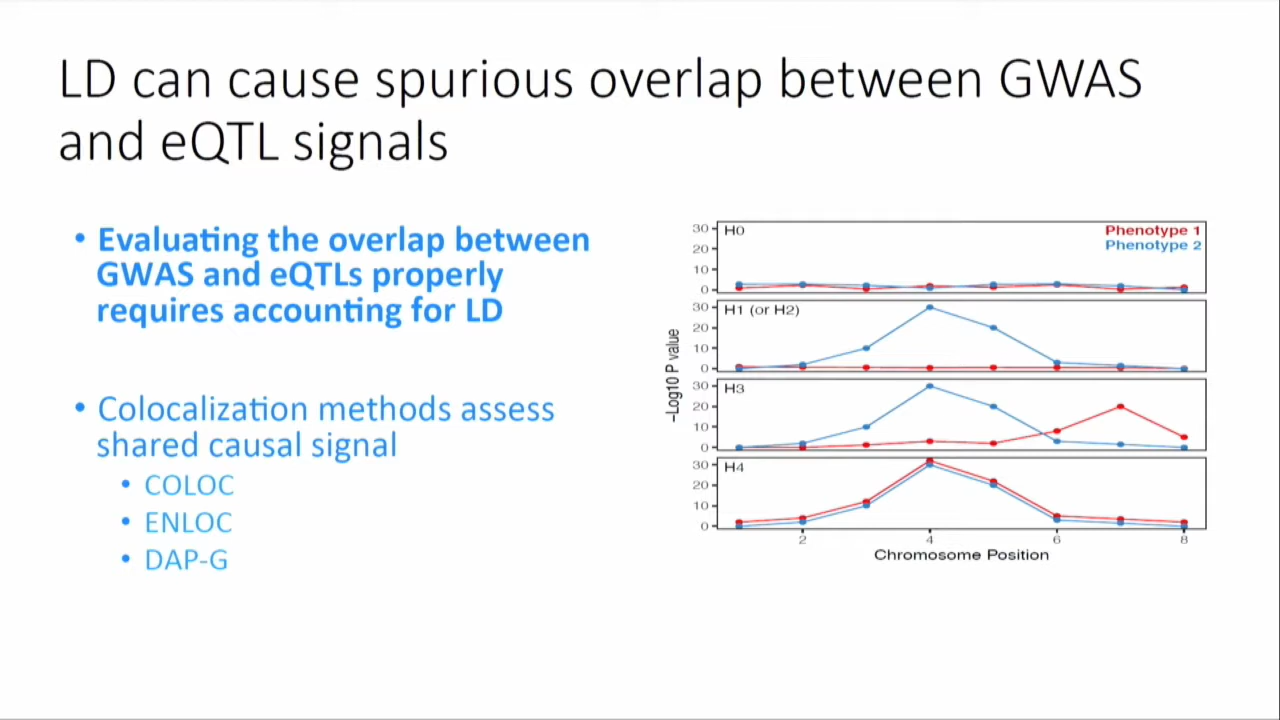 LD can cause spurious overlap between GWAS
and eQTL signals
• Evaluating the overlap between
GWAS and eQTLs properly
requires accounting for LD
• Colocalization methods assess
shared causal signal
• COLOC
• ENLOC
• DAP-G
−Log10 P value
30
20
10
0
H0
Phenotype 1
Phenotype 2
30
20
10
0
H1 (or H2)
30
20
10
0
H3
30
20
10
0
H4
2
4
6
8
Chromosome Position